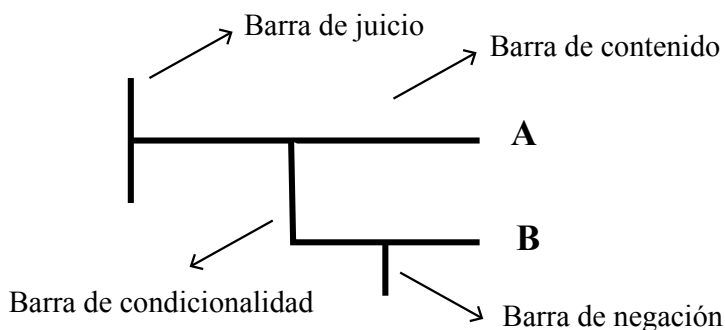 Barra de juicio
Barra de contenido
A
B
Barra de condicionalidad
Barra de negación